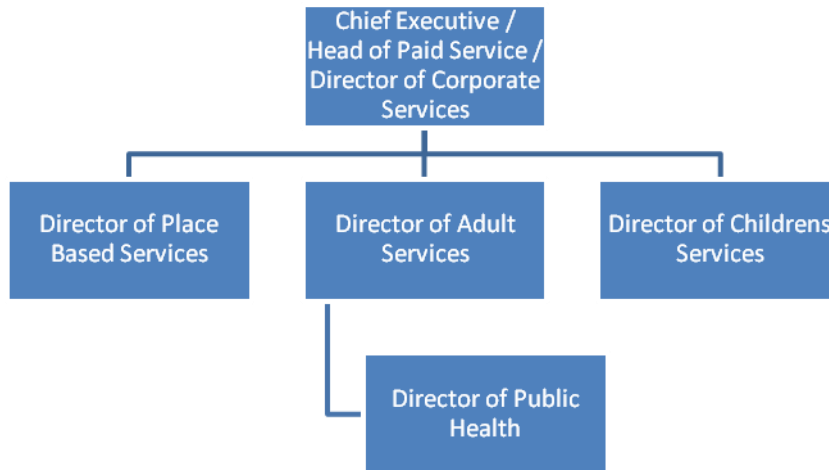 Chief Executive /
Head of Paid Service /
Director of Corporate
Services
Director of Place
Based Services
Director of Adult
Services
Director of Childrens
Services
Director of Public
Health